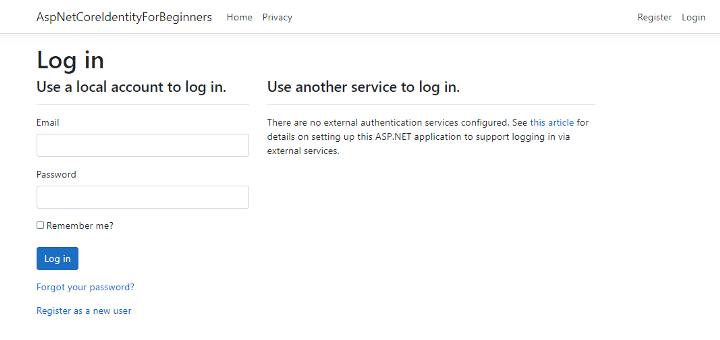 AspNetCoreIdentityForBeginners Home Privacy Register Login
Log in
Use a local account to log in.
Email
Password
Remember me?
Log in
Forgot your password?
Register as a new user
Use another service to log in.
There are no external authentication services configured. See this article for
details on setting up this ASP.NET application to support logging in via
external services.